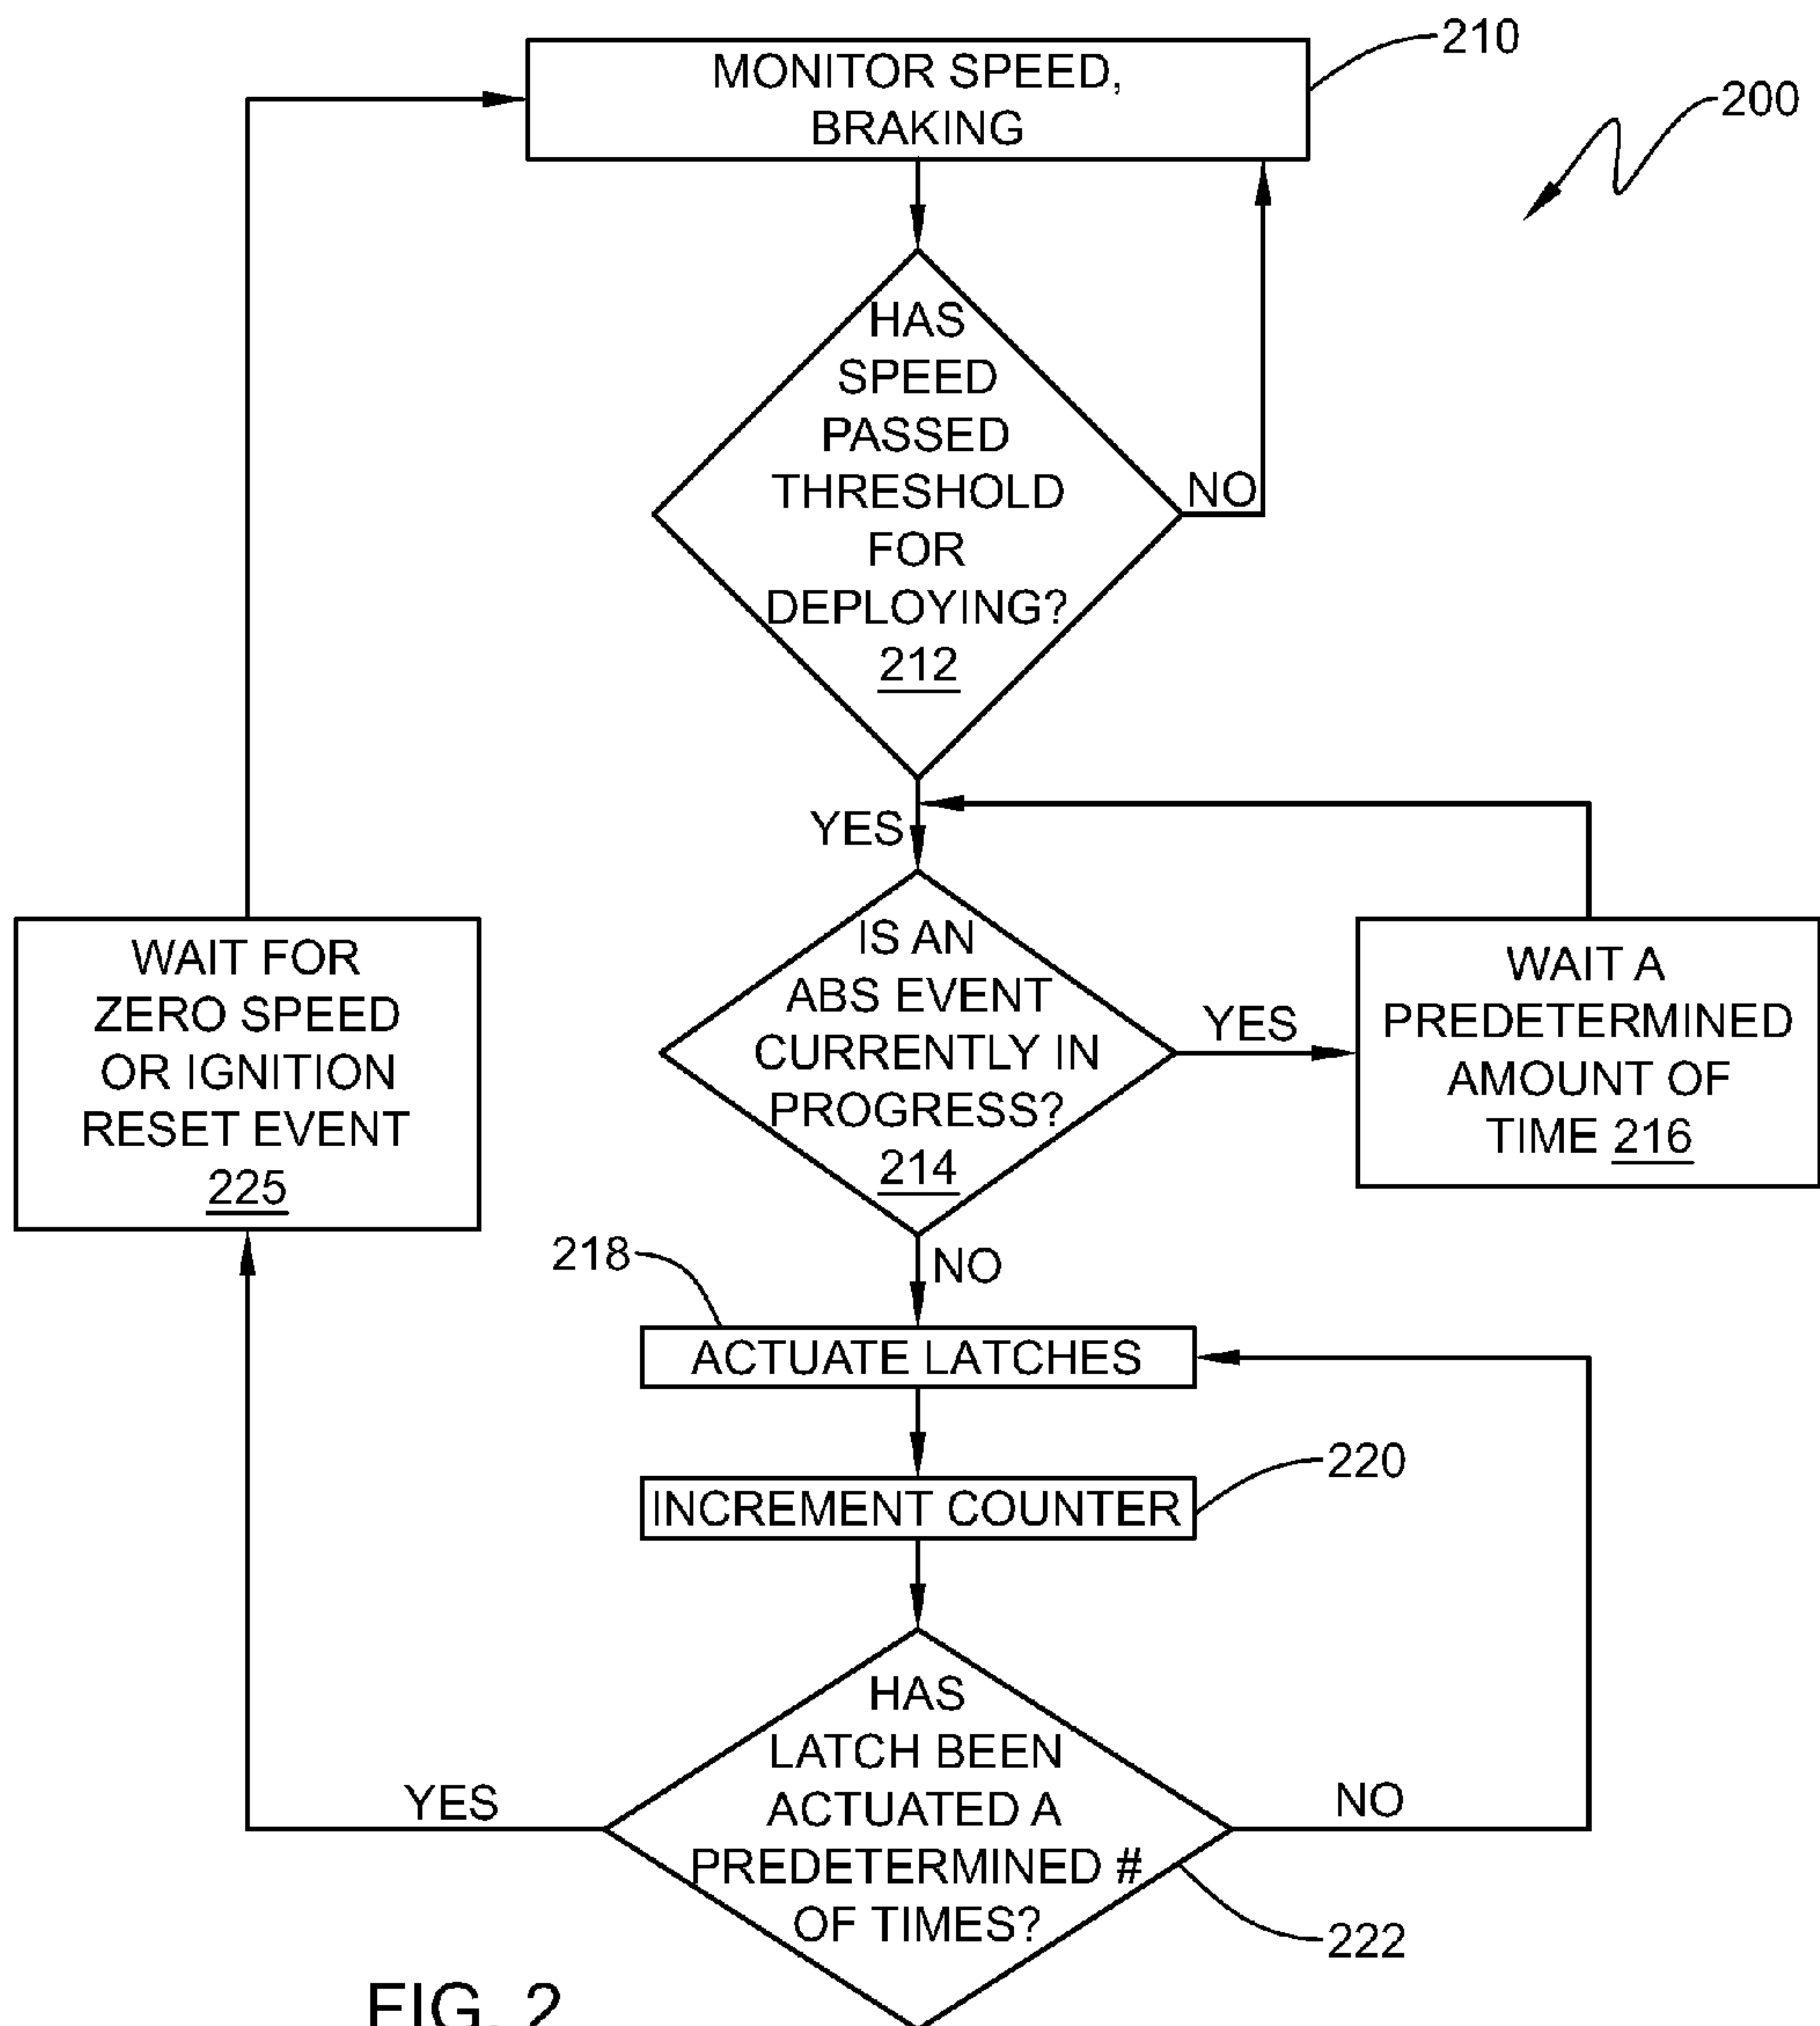 MONITOR SPEED,
BRAKING
210
200
HAS
SPEED
PASSED
THRESHOLD
FOR
DEPLOYING?
212
NO
YES
IS AN
ABS EVENT
CURRENTLY IN
PROGRESS?
214
YES
WAIT A
PREDETERMINED
AMOUNT OF
TIME 216
WAIT FOR
ZERO SPEED
OR IGNITION
RESET EVENT
225
NO
218
ACTUATE LATCHES
INCREMENT COUNTER
220
HAS
LATCH BEEN
ACTUATED A
PREDETERMINED #
OF TIMES?
YES
NO
222
FIG. 2